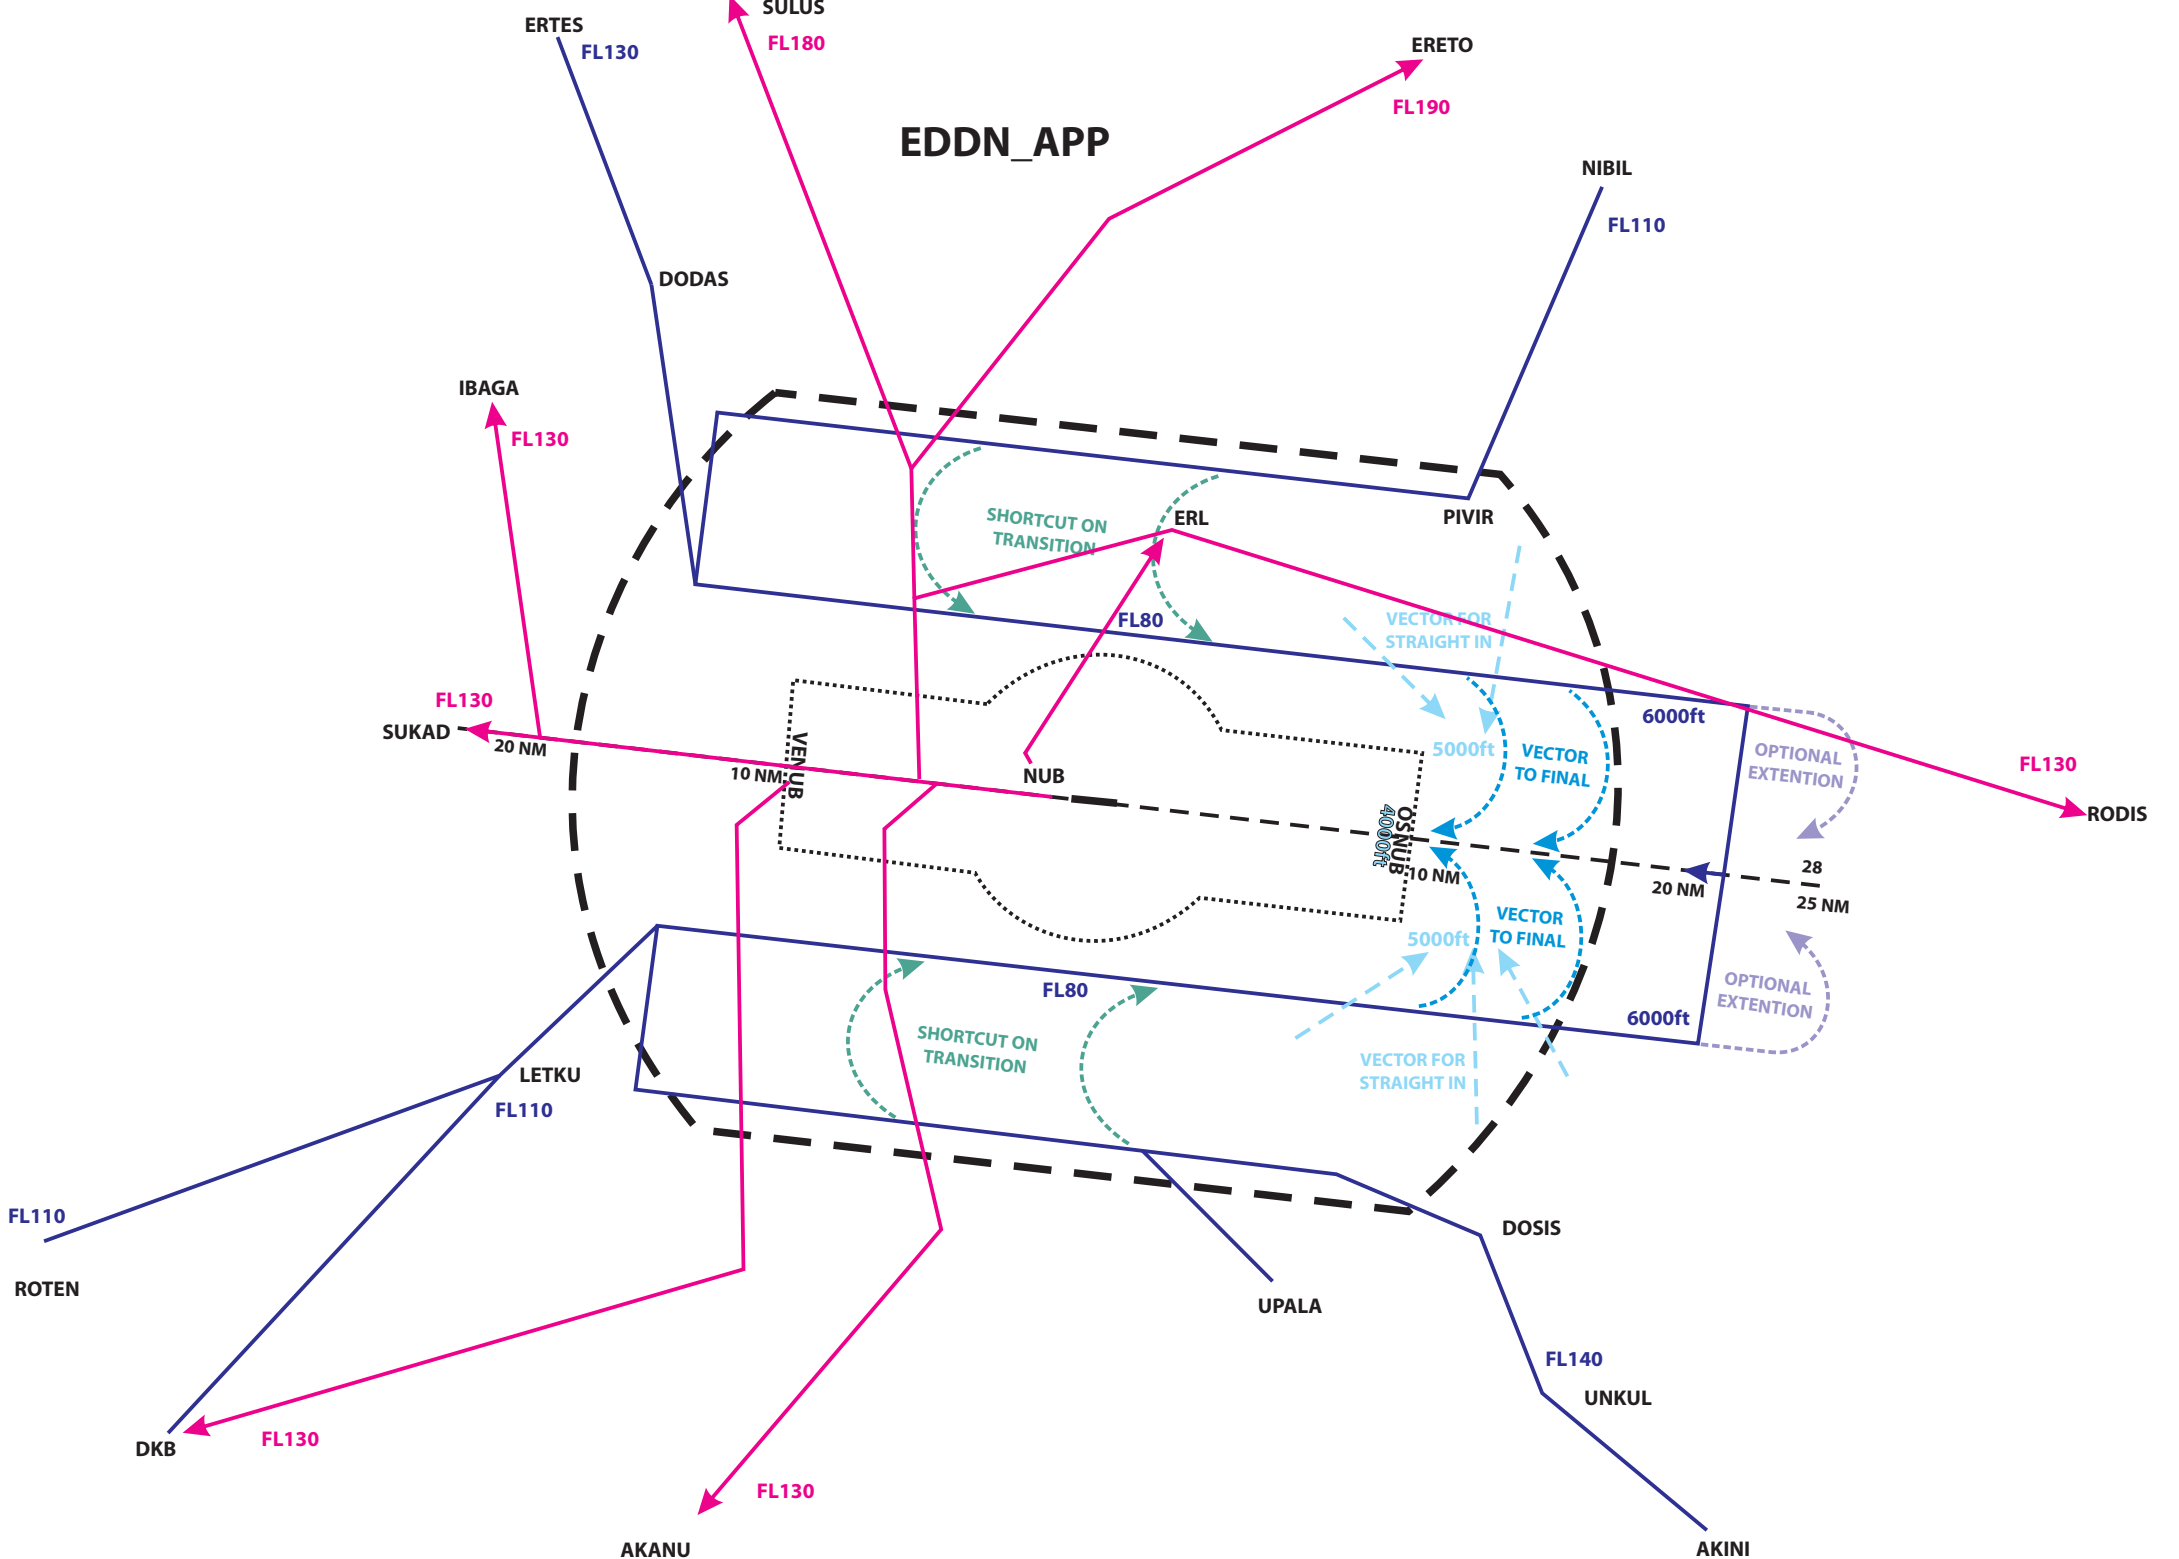 SULUS
ERTES
FL180
FL130
ERETO
FL190
EDDN_APP
NIBIL
FL110
DODAS
IBAGA
FL130
SHORTCUT ON
TRANSITION
ERL
PIVIR
FL80
VECTOR FOR
STRAIGHT IN
FL130
SUKAD
20 NM
10 NM
VENUB
NUB
5000ft
VECTOR
TO FINAL
6000ft
OPTIONAL
EXTENTION
FL130
RODIS
OSNUB
4000ft
10 NM
20 NM
28
25 NM
5000ft
VECTOR
TO FINAL
FL80
6000ft
OPTIONAL
EXTENTION
SHORTCUT ON
TRANSITION
VECTOR FOR
STRAIGHT IN
LETKU
FL110
FL110
ROTEN
DOSIS
UPALA
FL140
UNKUL
DKB
FL130
FL130
AKANU
AKINI